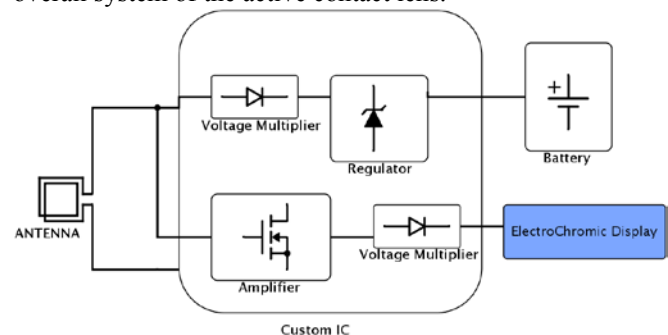 overall system of the active contact lens.
Voltage Multiplier
Regulator
+
Battery
ANTENNA
ElectroChromic Display
Voltage Multiplier
Amplifier
Custom IC